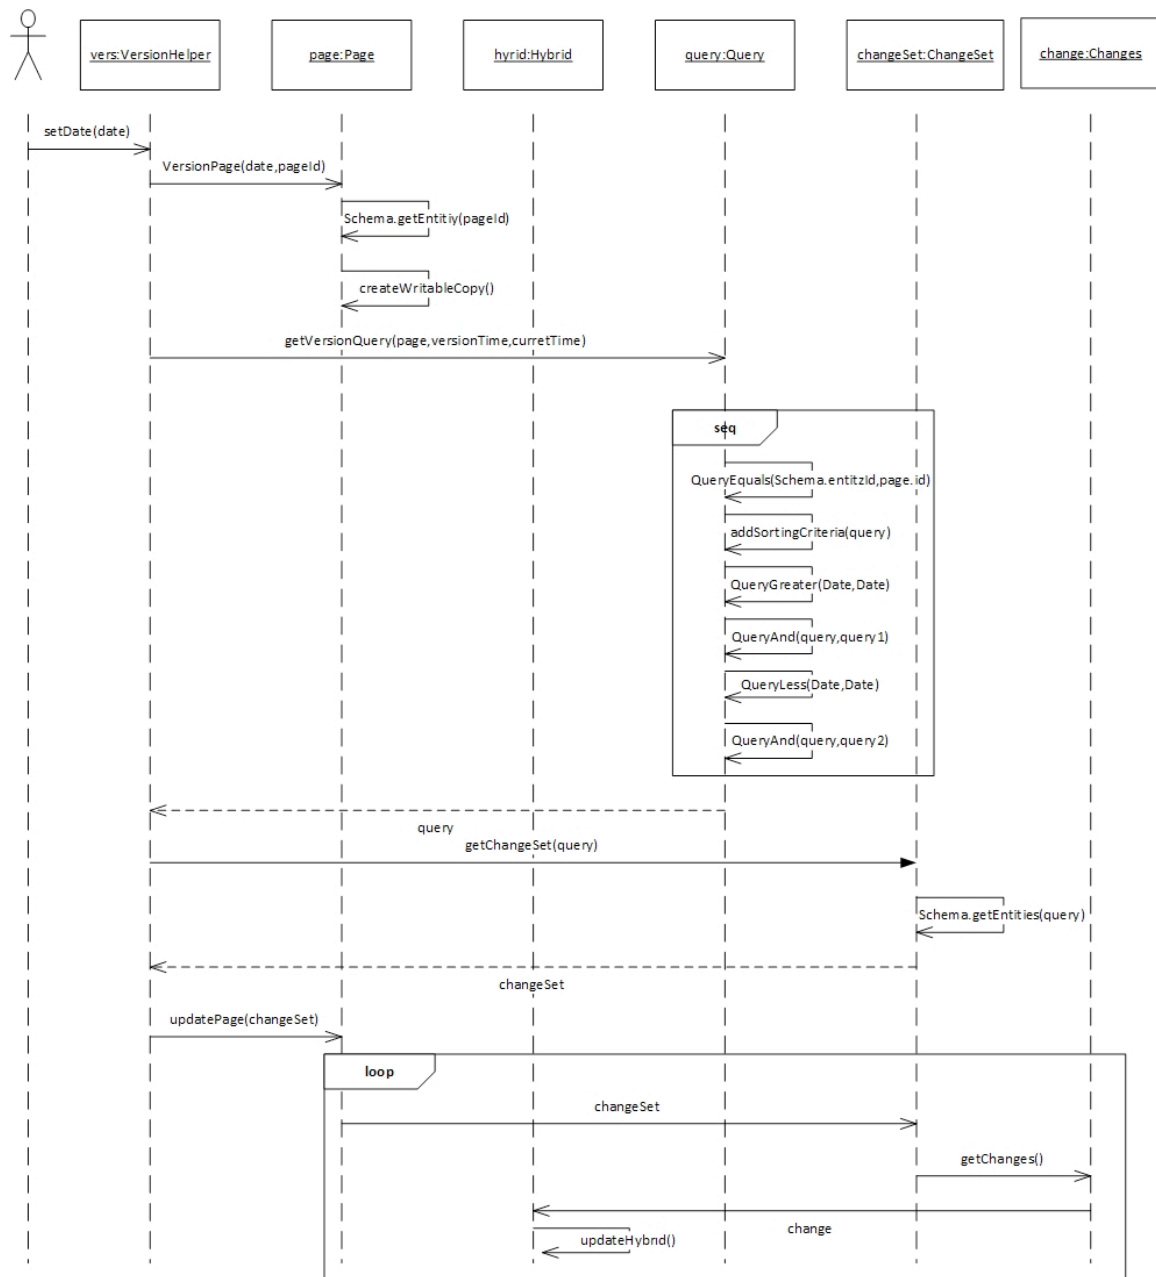 vers:VersionHelper
page:Page
hyrid:Hybrid
query:Query
changeSet:ChangeSet
change:Changes
setDate(date)
VersionPage(date,pageId)
Schema.getEntitiy(pageId)
createWritableCopy()
getVersionQuery(page,versionTime,curretTime)
seq
QueryEquals(Schema.entitzId,page.id)
addSortingCriteria(query)
QueryGreater(Date,Date)
QueryAnd(query,query1)
QueryLess(Date,Date)
QueryAnd(query,query2)
query
getChangeSet(query)
Schema.getEntities(query)
changeSet
updatePage(changeSet)
loop
changeSet
getChanges()
change
updateHybrid()